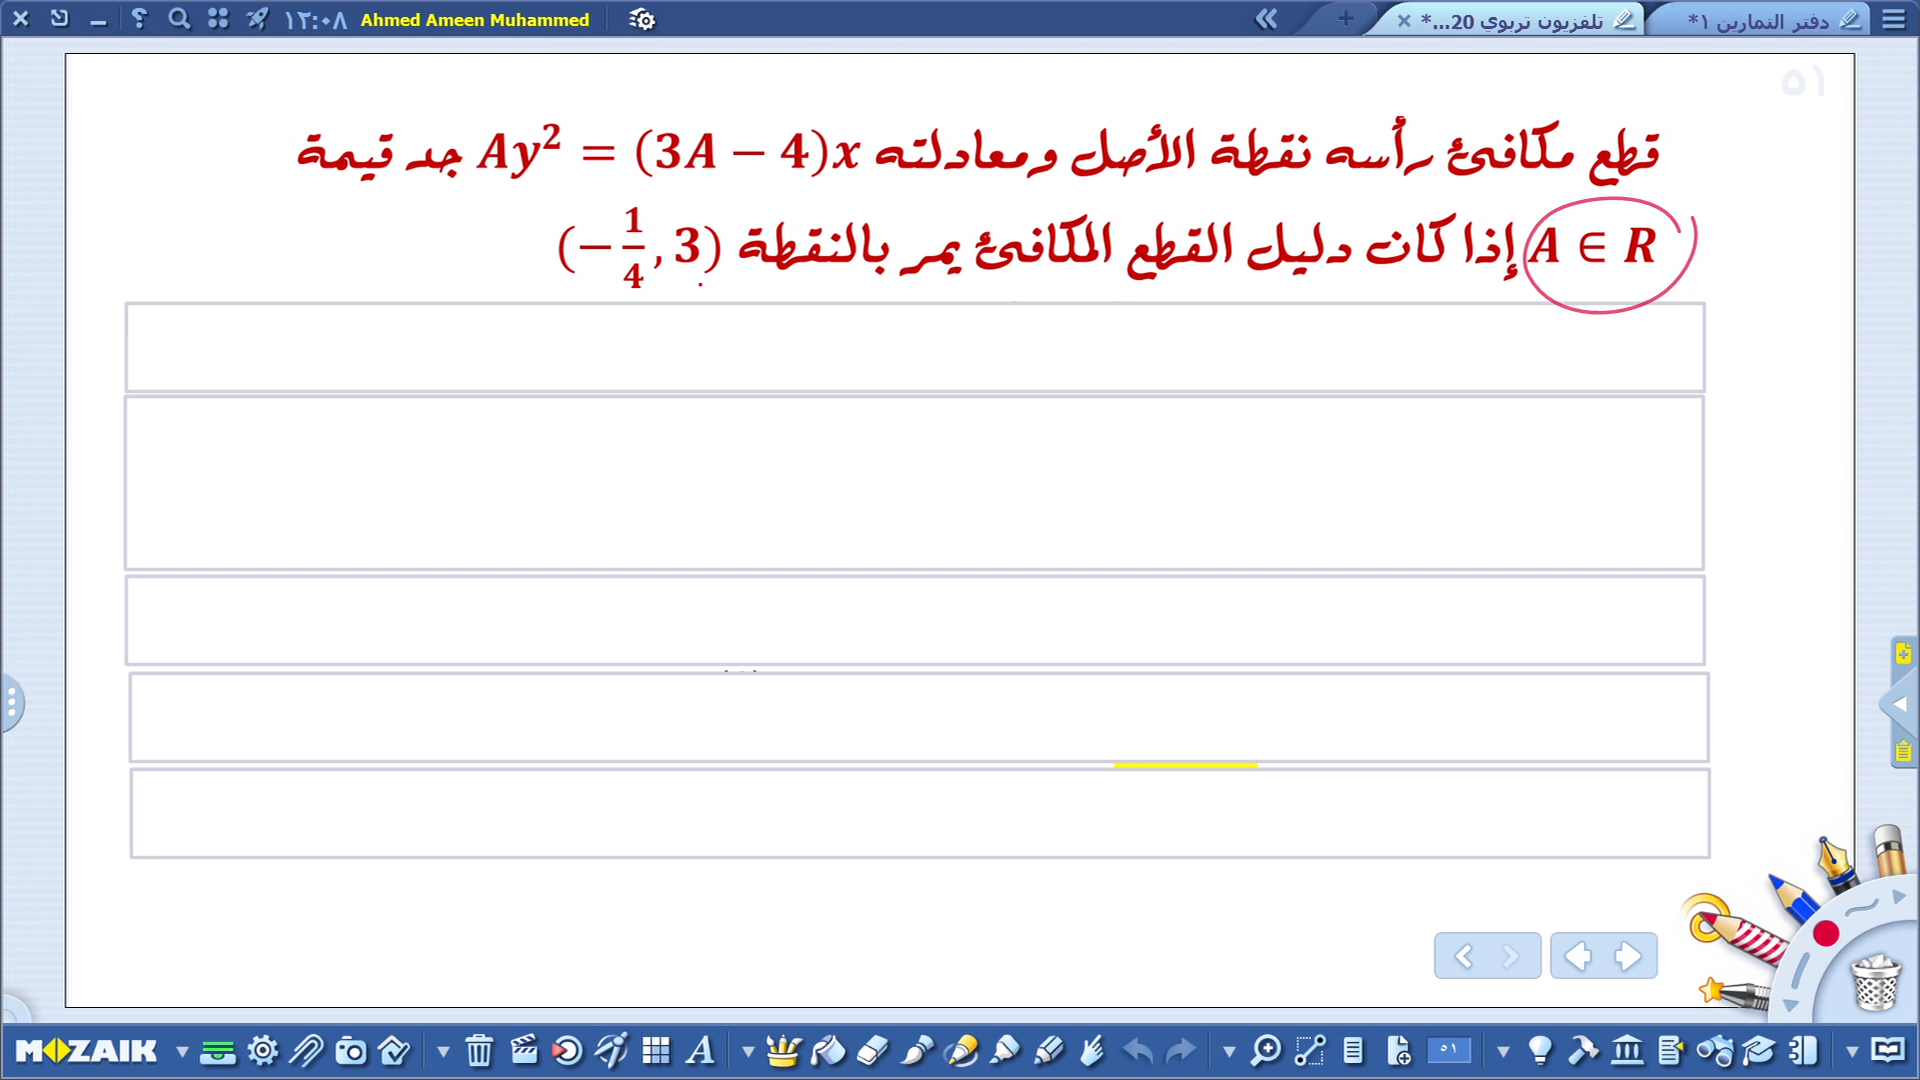 ١٢:٠٨ Ahmed Ameen Muhammed
تلفزيون تربوي 20...*
دفتر التمارين ١*
٥١
قطع مكافئ رأسه نقطة الأصل ومعادلته Ay² = (3A − 4)x جد قيمة
A ∈ R إذا كان دليل القطع المكافئ يمر بالنقطة (−1/4, 3)
MOZAIK
٥١